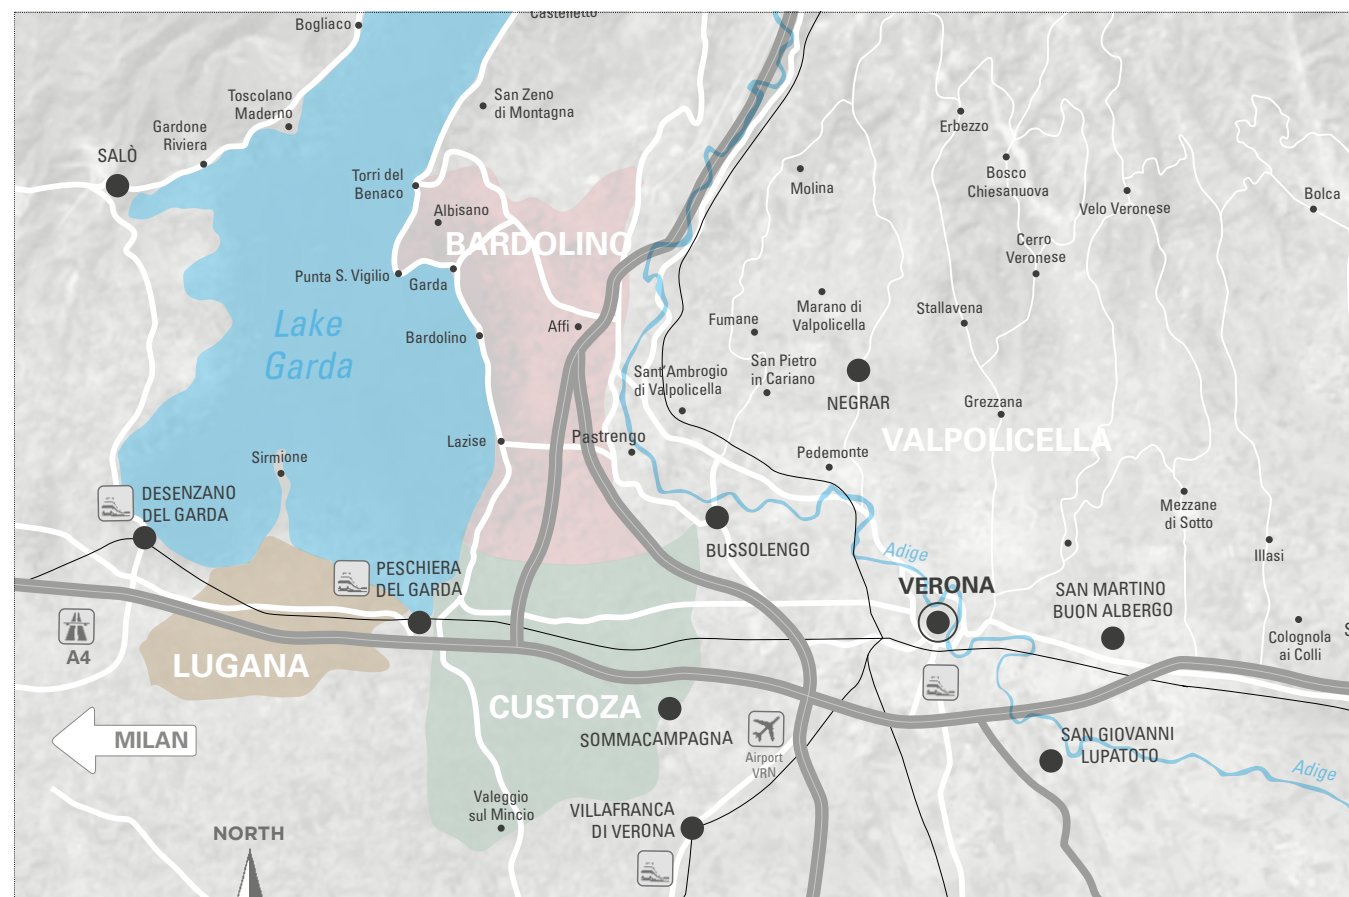 Castelletto
Bogliaco
Toscolano
Maderno
San Zeno
di Montagna
Gardone
Riviera
SALÒ
Erbezzo
Torri del
Benaco
Molina
Bosco
Chiesanuova
Bolca
Velo Veronese
Albisano
BARDOLINO
Cerro
Veronese
Punta S. Vigilio
Garda
Marano di
Valpolicella
Stallavena
Fumane
Lake
Garda
Affi
Bardolino
San Pietro
in Cariano
Sant'Ambrogio
di Valpolicella
NEGRAR
Grezzana
Pastrengo
VALPOLICELLA
Lazise
Sirmione
Pedemonte
DESENZANO
DEL GARDA
Mezzane
di Sotto
BUSSOLENGO
Adige
Illasi
PESCHIERA
DEL GARDA
VERONA
SAN MARTINO
BUON ALBERGO
A4
Colognola
ai Colli
LUGANA
CUSTOZA
SOMMACAMPAGNA
MILAN
Airport
VRN
SAN GIOVANNI
LUPATOTO
Adige
Valeggio
sul Mincio
VILLAFRANCA
DI VERONA
NORTH